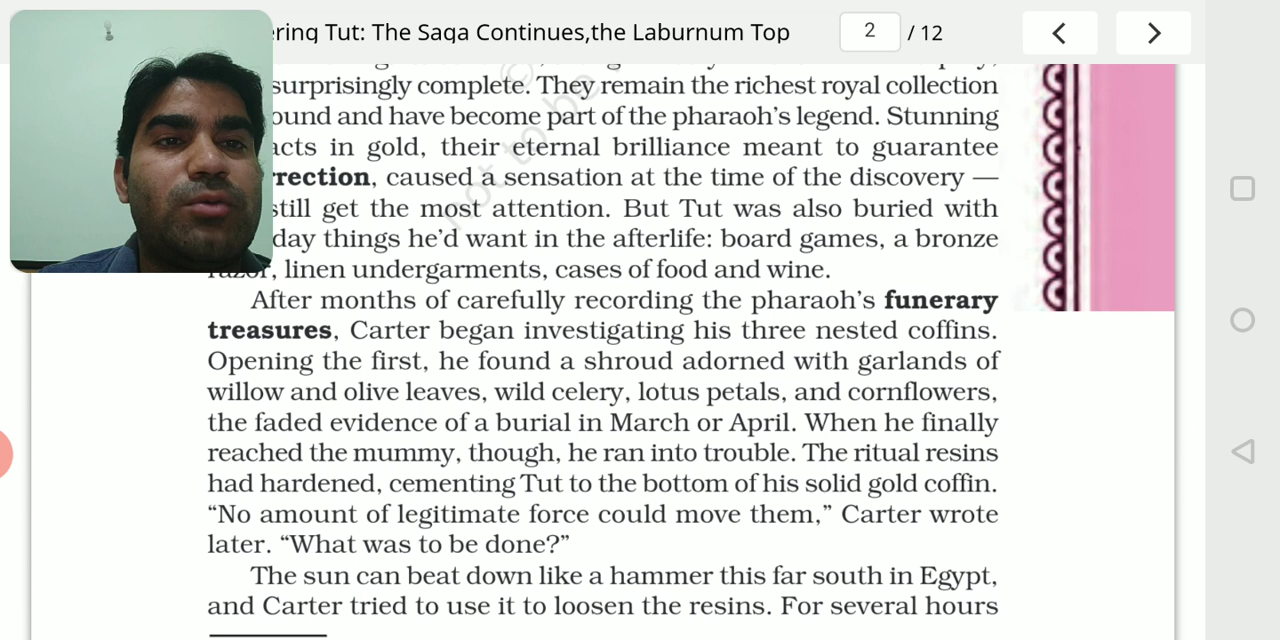 ering Tut: The Saga Continues,the Laburnum Top
2 / 12
surprisingly complete. They remain the richest royal collection
ound and have become part of the pharaoh's legend. Stunning
acts in gold, their eternal brilliance meant to guarantee
rrection, caused a sensation at the time of the discovery —
still get the most attention. But Tut was also buried with
day things he'd want in the afterlife: board games, a bronze
razor, linen undergarments, cases of food and wine.
After months of carefully recording the pharaoh's funerary
treasures, Carter began investigating his three nested coffins.
Opening the first, he found a shroud adorned with garlands of
willow and olive leaves, wild celery, lotus petals, and cornflowers,
the faded evidence of a burial in March or April. When he finally
reached the mummy, though, he ran into trouble. The ritual resins
had hardened, cementing Tut to the bottom of his solid gold coffin.
“No amount of legitimate force could move them,” Carter wrote
later. “What was to be done?”
The sun can beat down like a hammer this far south in Egypt,
and Carter tried to use it to loosen the resins. For several hours
© not to be